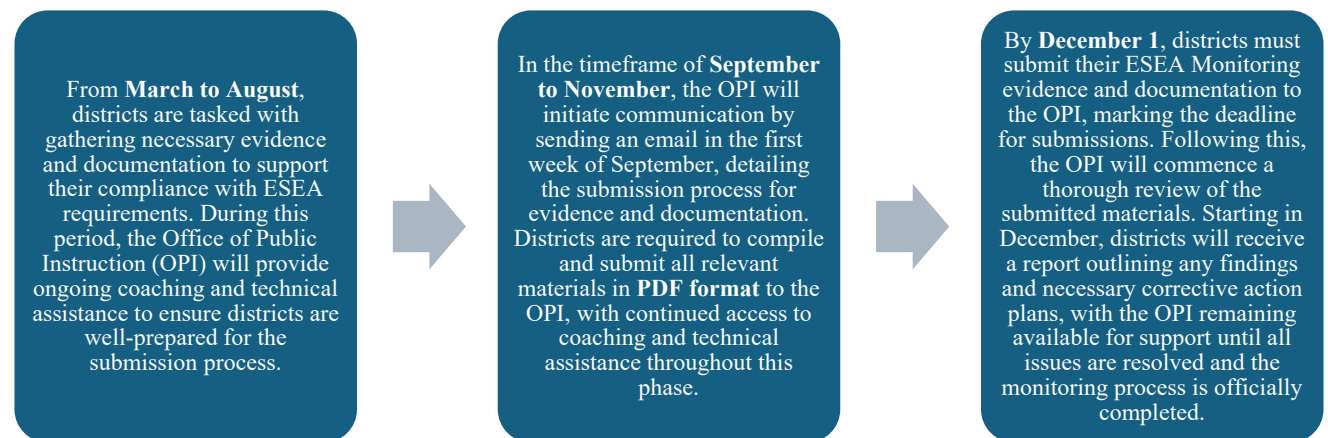 From March to August,
districts are tasked with
gathering necessary evidence
and documentation to support
their compliance with ESEA
requirements. During this
period, the Office of Public
Instruction (OPI) will provide
ongoing coaching and technical
assistance to ensure districts are
well-prepared for the
submission process.
In the timeframe of September
to November, the OPI will
initiate communication by
sending an email in the first
week of September, detailing
the submission process for
evidence and documentation.
Districts are required to compile
and submit all relevant
materials in PDF format to the
OPI, with continued access to
coaching and technical
assistance throughout this
phase.
By December 1, districts must
submit their ESEA Monitoring
evidence and documentation to
the OPI, marking the deadline
for submissions. Following this,
the OPI will commence a
thorough review of the
submitted materials. Starting in
December, districts will receive
a report outlining any findings
and necessary corrective action
plans, with the OPI remaining
available for support until all
issues are resolved and the
monitoring process is officially
completed.